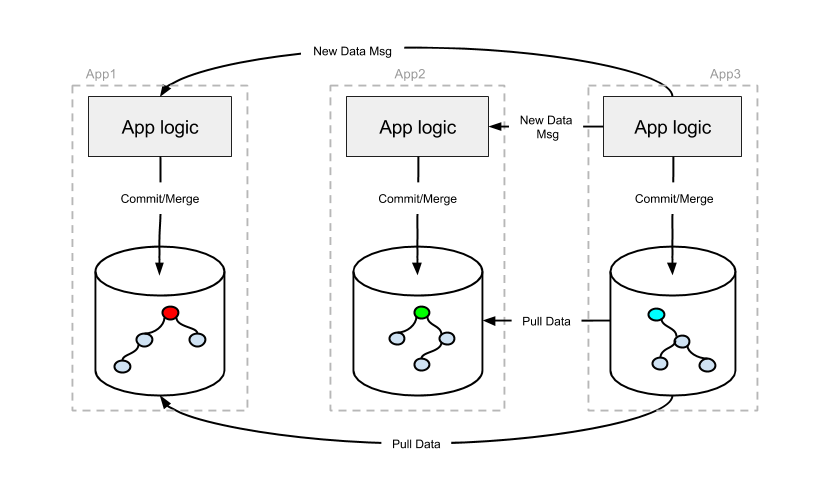 New Data Msg
App1
App2
App3
App logic
App logic
New Data
Msg
App logic
Commit/Merge
Commit/Merge
Commit/Merge
Pull Data
Pull Data